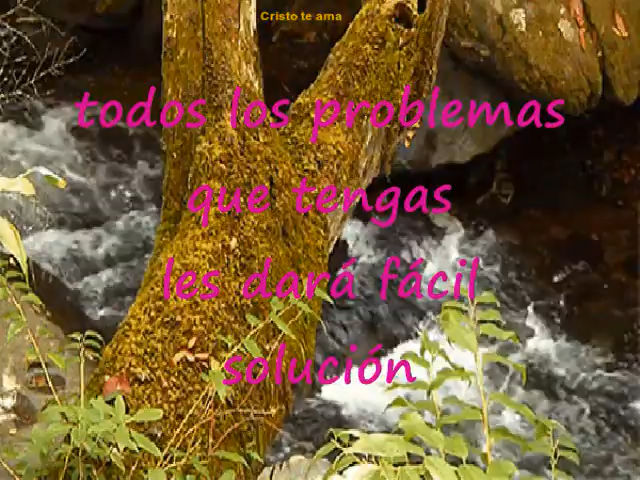 Cristo te ama
todos los problemas
que tengas
les dará fácil
solución